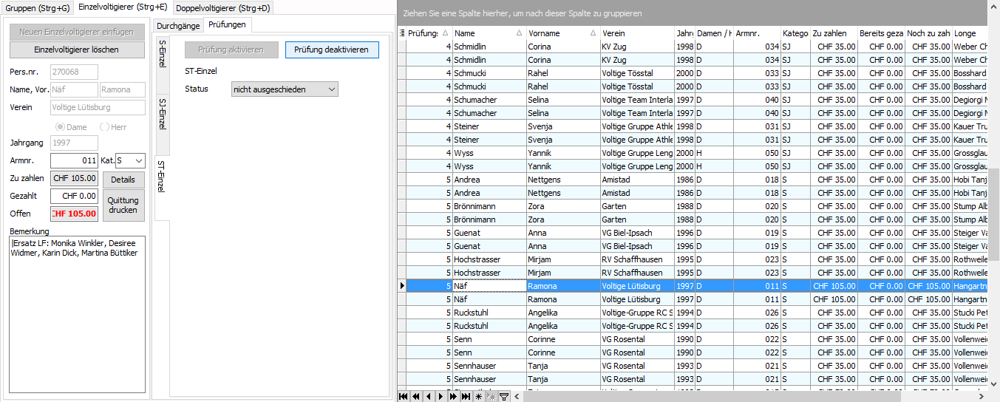 Gruppen (Strg+G) Einzelvoltigierer (Strg+E) Doppelvoltigierer (Strg+D)
Neuen Einzelvoltigierer einfügen
Einzelvoltigierer löschen
Pers.nr. 270068
Name, Vor. Näf Ramona
Verein Voltige Lütisburg
Dame Herr
Jahrgang 1997
Armnr. 011 Kat. S
Zu zahlen CHF 105.00 Details
Gezahlt CHF 0.00 Quittung drucken
Offen CHF 105.00
Bemerkung
Ersatz LF: Monika Winkler, Desiree
Widmer, Karin Dick, Martina Büttiker
Durchgänge Prüfungen
S-Einzel
SJ-Einzel
ST-Einzel
Prüfung aktivieren Prüfung deaktivieren
ST-Einzel
Status nicht ausgeschieden
Ziehen Sie eine Spalte hierher, um nach dieser Spalte zu gruppieren
Prüfungs Name Vorname Verein Jahrg Damen / H Armnr. Katego Zu zahlen Bereits geza Noch zu zahl Longe
4 Schmidlin Corina KV Zug 1998 D 034 SJ CHF 35.00 CHF 0.00 CHF 35.00 Weber Ch
4 Schmidlin Corina KV Zug 1998 D 034 SJ CHF 35.00 CHF 0.00 CHF 35.00 Weber Ch
4 Schmucki Rahel Voltige Tösstal 2000 D 033 SJ CHF 35.00 CHF 0.00 CHF 35.00 Bosshard
4 Schmucki Rahel Voltige Tösstal 2000 D 033 SJ CHF 35.00 CHF 0.00 CHF 35.00 Bosshard
4 Schumacher Selina Voltige Team Interla 1997 D 040 SJ CHF 35.00 CHF 0.00 CHF 35.00 Degiorgi M
4 Schumacher Selina Voltige Team Interla 1997 D 040 SJ CHF 35.00 CHF 0.00 CHF 35.00 Degiorgi M
4 Steiner Svenja Voltige Gruppe Athle 1998 D 031 SJ CHF 35.00 CHF 0.00 CHF 35.00 Kauer Tru
4 Steiner Svenja Voltige Gruppe Athle 1998 D 031 SJ CHF 35.00 CHF 0.00 CHF 35.00 Kauer Tru
4 Wyss Yannik Voltige Gruppe Leng 2000 H 050 SJ CHF 35.00 CHF 0.00 CHF 35.00 Grossglau
4 Wyss Yannik Voltige Gruppe Leng 2000 H 050 SJ CHF 35.00 CHF 0.00 CHF 35.00 Grossglau
5 Andrea Nettgens Amistad 1986 D 018 S CHF 35.00 CHF 0.00 CHF 35.00 Hobi Tanj
5 Andrea Nettgens Amistad 1986 D 018 S CHF 35.00 CHF 0.00 CHF 35.00 Hobi Tanj
5 Brönnimann Zora Garten 1988 D 020 S CHF 35.00 CHF 0.00 CHF 35.00 Stump Alb
5 Brönnimann Zora Garten 1988 D 020 S CHF 35.00 CHF 0.00 CHF 35.00 Stump Alb
5 Guenat Anna VG Biel-Ipsach 1996 D 019 S CHF 35.00 CHF 0.00 CHF 35.00 Steiger Va
5 Guenat Anna VG Biel-Ipsach 1996 D 019 S CHF 35.00 CHF 0.00 CHF 35.00 Steiger Va
5 Hochstrasser Mirjam RV Schaffhausen 1995 D 023 S CHF 35.00 CHF 0.00 CHF 35.00 Rothweile
5 Hochstrasser Mirjam RV Schaffhausen 1995 D 023 S CHF 35.00 CHF 0.00 CHF 35.00 Rothweile
5 Näf Ramona Voltige Lütisburg 1997 D 011 S CHF 105.00 CHF 0.00 CHF 105.00 Hangartn
5 Näf Ramona Voltige Lütisburg 1997 D 011 S CHF 105.00 CHF 0.00 CHF 105.00 Hangartn
5 Ruckstuhl Angelika Voltige-Gruppe RC S 1994 D 026 S CHF 35.00 CHF 0.00 CHF 35.00 Stucki Pet
5 Ruckstuhl Angelika Voltige-Gruppe RC S 1994 D 026 S CHF 35.00 CHF 0.00 CHF 35.00 Stucki Pet
5 Senn Corinne VG Rosental 1990 D 022 S CHF 35.00 CHF 0.00 CHF 35.00 Vollenweid
5 Senn Corinne VG Rosental 1990 D 022 S CHF 35.00 CHF 0.00 CHF 35.00 Vollenweid
5 Sennhauser Tanja VG Rosental 1993 D 021 S CHF 35.00 CHF 0.00 CHF 35.00 Vollenweid
5 Sennhauser Tanja VG Rosental 1993 D 021 S CHF 35.00 CHF 0.00 CHF 35.00 Vollenweid